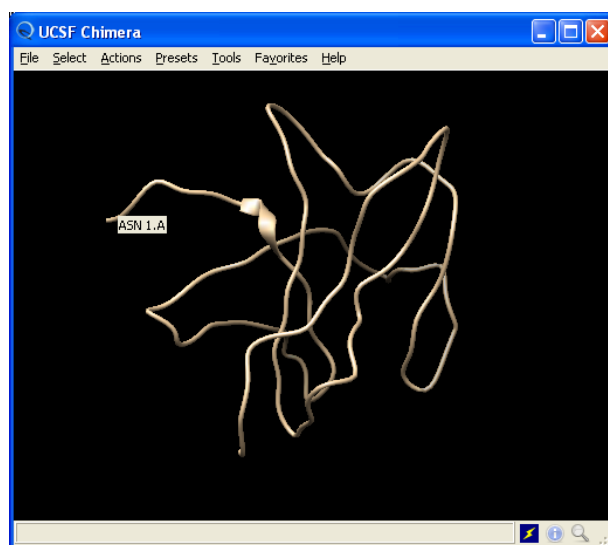 UCSF Chimera
File Select Actions Presets Tools Favorites Help
ASN 1.A